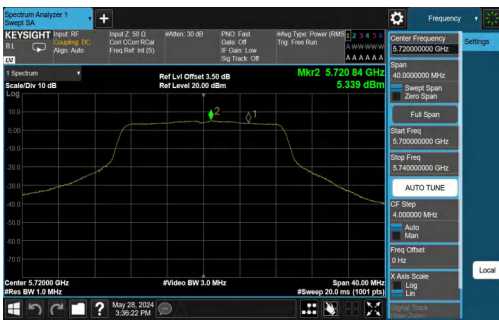 Spectrum Analyzer 1
Swept SA
Frequency
KEYSIGHT Input: RF Input Z: 50 Ω #Atten: 30 dB PNO: Fast #Avg Type: Power (RMS 1 2 3 4 5 6
RL Coupling: DC Corr CCorr RCal Gate: Off Trig: Free Run A WWWWW
Align: Auto Freq Ref: Int (S) IF Gain: Low
Sig Track: Off A A A A A A
LV
1 Spectrum
Scale/Div 10 dB
Log
Ref Lvl Offset 3.50 dB
Ref Level 20.00 dBm
Mkr2 5.720 84 GHz
5.339 dBm
2
1
10.0
0.00
-10.0
-20.0
-30.0
-40.0
-50.0
-60.0
-70.0
Center 5.72000 GHz #Video BW 3.0 MHz Span 40.00 MHz
#Res BW 1.0 MHz #Sweep 20.0 ms (1001 pts)
May 28, 2024
3:36:22 PM
?
Center Frequency
5.720000000 GHz
Settings
Span
40.0000000 MHz
Swept Span
Zero Span
Full Span
Start Freq
5.700000000 GHz
Stop Freq
5.740000000 GHz
AUTO TUNE
CF Step
4.000000 MHz
Auto
Man
Freq Offset
0 Hz
X Axis Scale
Log
Lin
Local
Signal Track